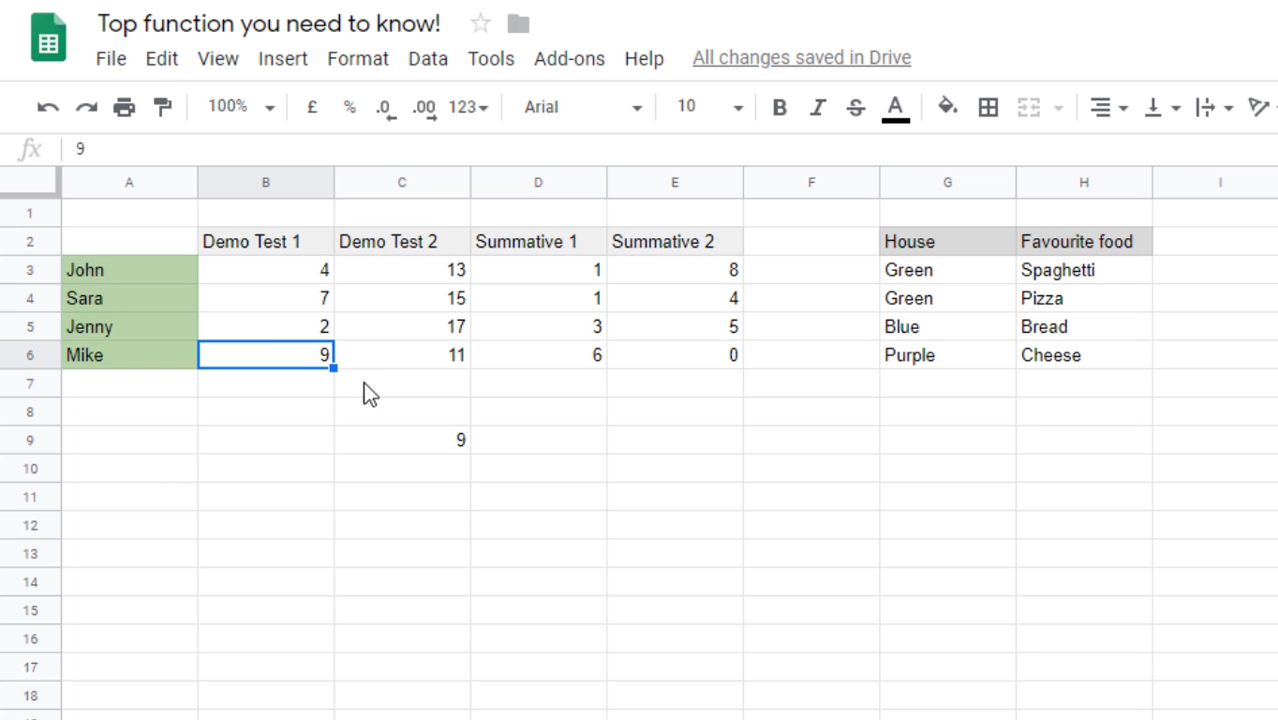 Top function you need to know!
File Edit View Insert Format Data Tools Add-ons Help All changes saved in Drive
100% £ % .0 .00 123 Arial 10 B I S A
fx 9
A B C D E F G H I
1
2 Demo Test 1 Demo Test 2 Summative 1 Summative 2 House Favourite food
3 John 4 13 1 8 Green Spaghetti
4 Sara 7 15 1 4 Green Pizza
5 Jenny 2 17 3 5 Blue Bread
6 Mike 9 11 6 0 Purple Cheese
7
8
9 9
10
11
12
13
14
15
16
17
18